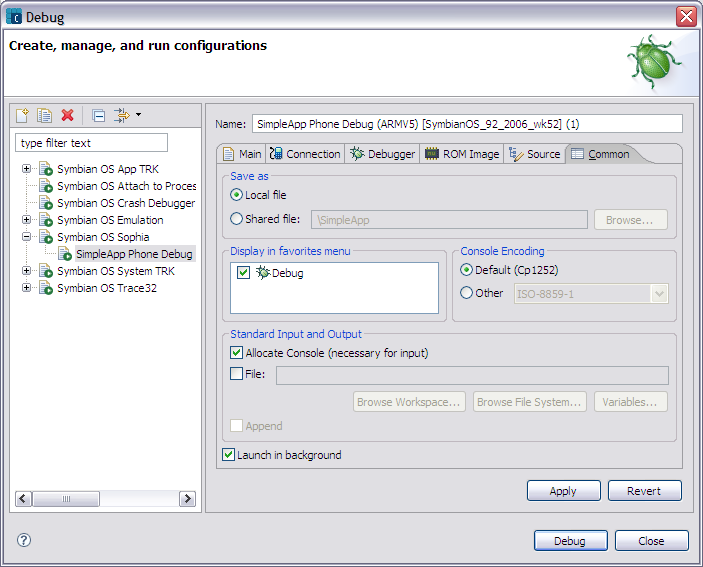 Debug
Create, manage, and run configurations
type filter text
Symbian OS App TRK
Symbian OS Attach to Proces
Symbian OS Crash Debugger
Symbian OS Emulation
Symbian OS Sophia
SimpleApp Phone Debug
Symbian OS System TRK
Symbian OS Trace32
Name: SimpleApp Phone Debug (ARMV5) [SymbianOS_92_2006_wk52] (1)
Main Connection Debugger ROM Image Source Common
Save as
Local file
Shared file: \SimpleApp Browse...
Display in favorites menu
Debug
Console Encoding
Default (Cp1252)
Other ISO-8859-1
Standard Input and Output
Allocate Console (necessary for input)
File:
Browse Workspace... Browse File System... Variables...
Append
Launch in background
Apply Revert
Debug Close